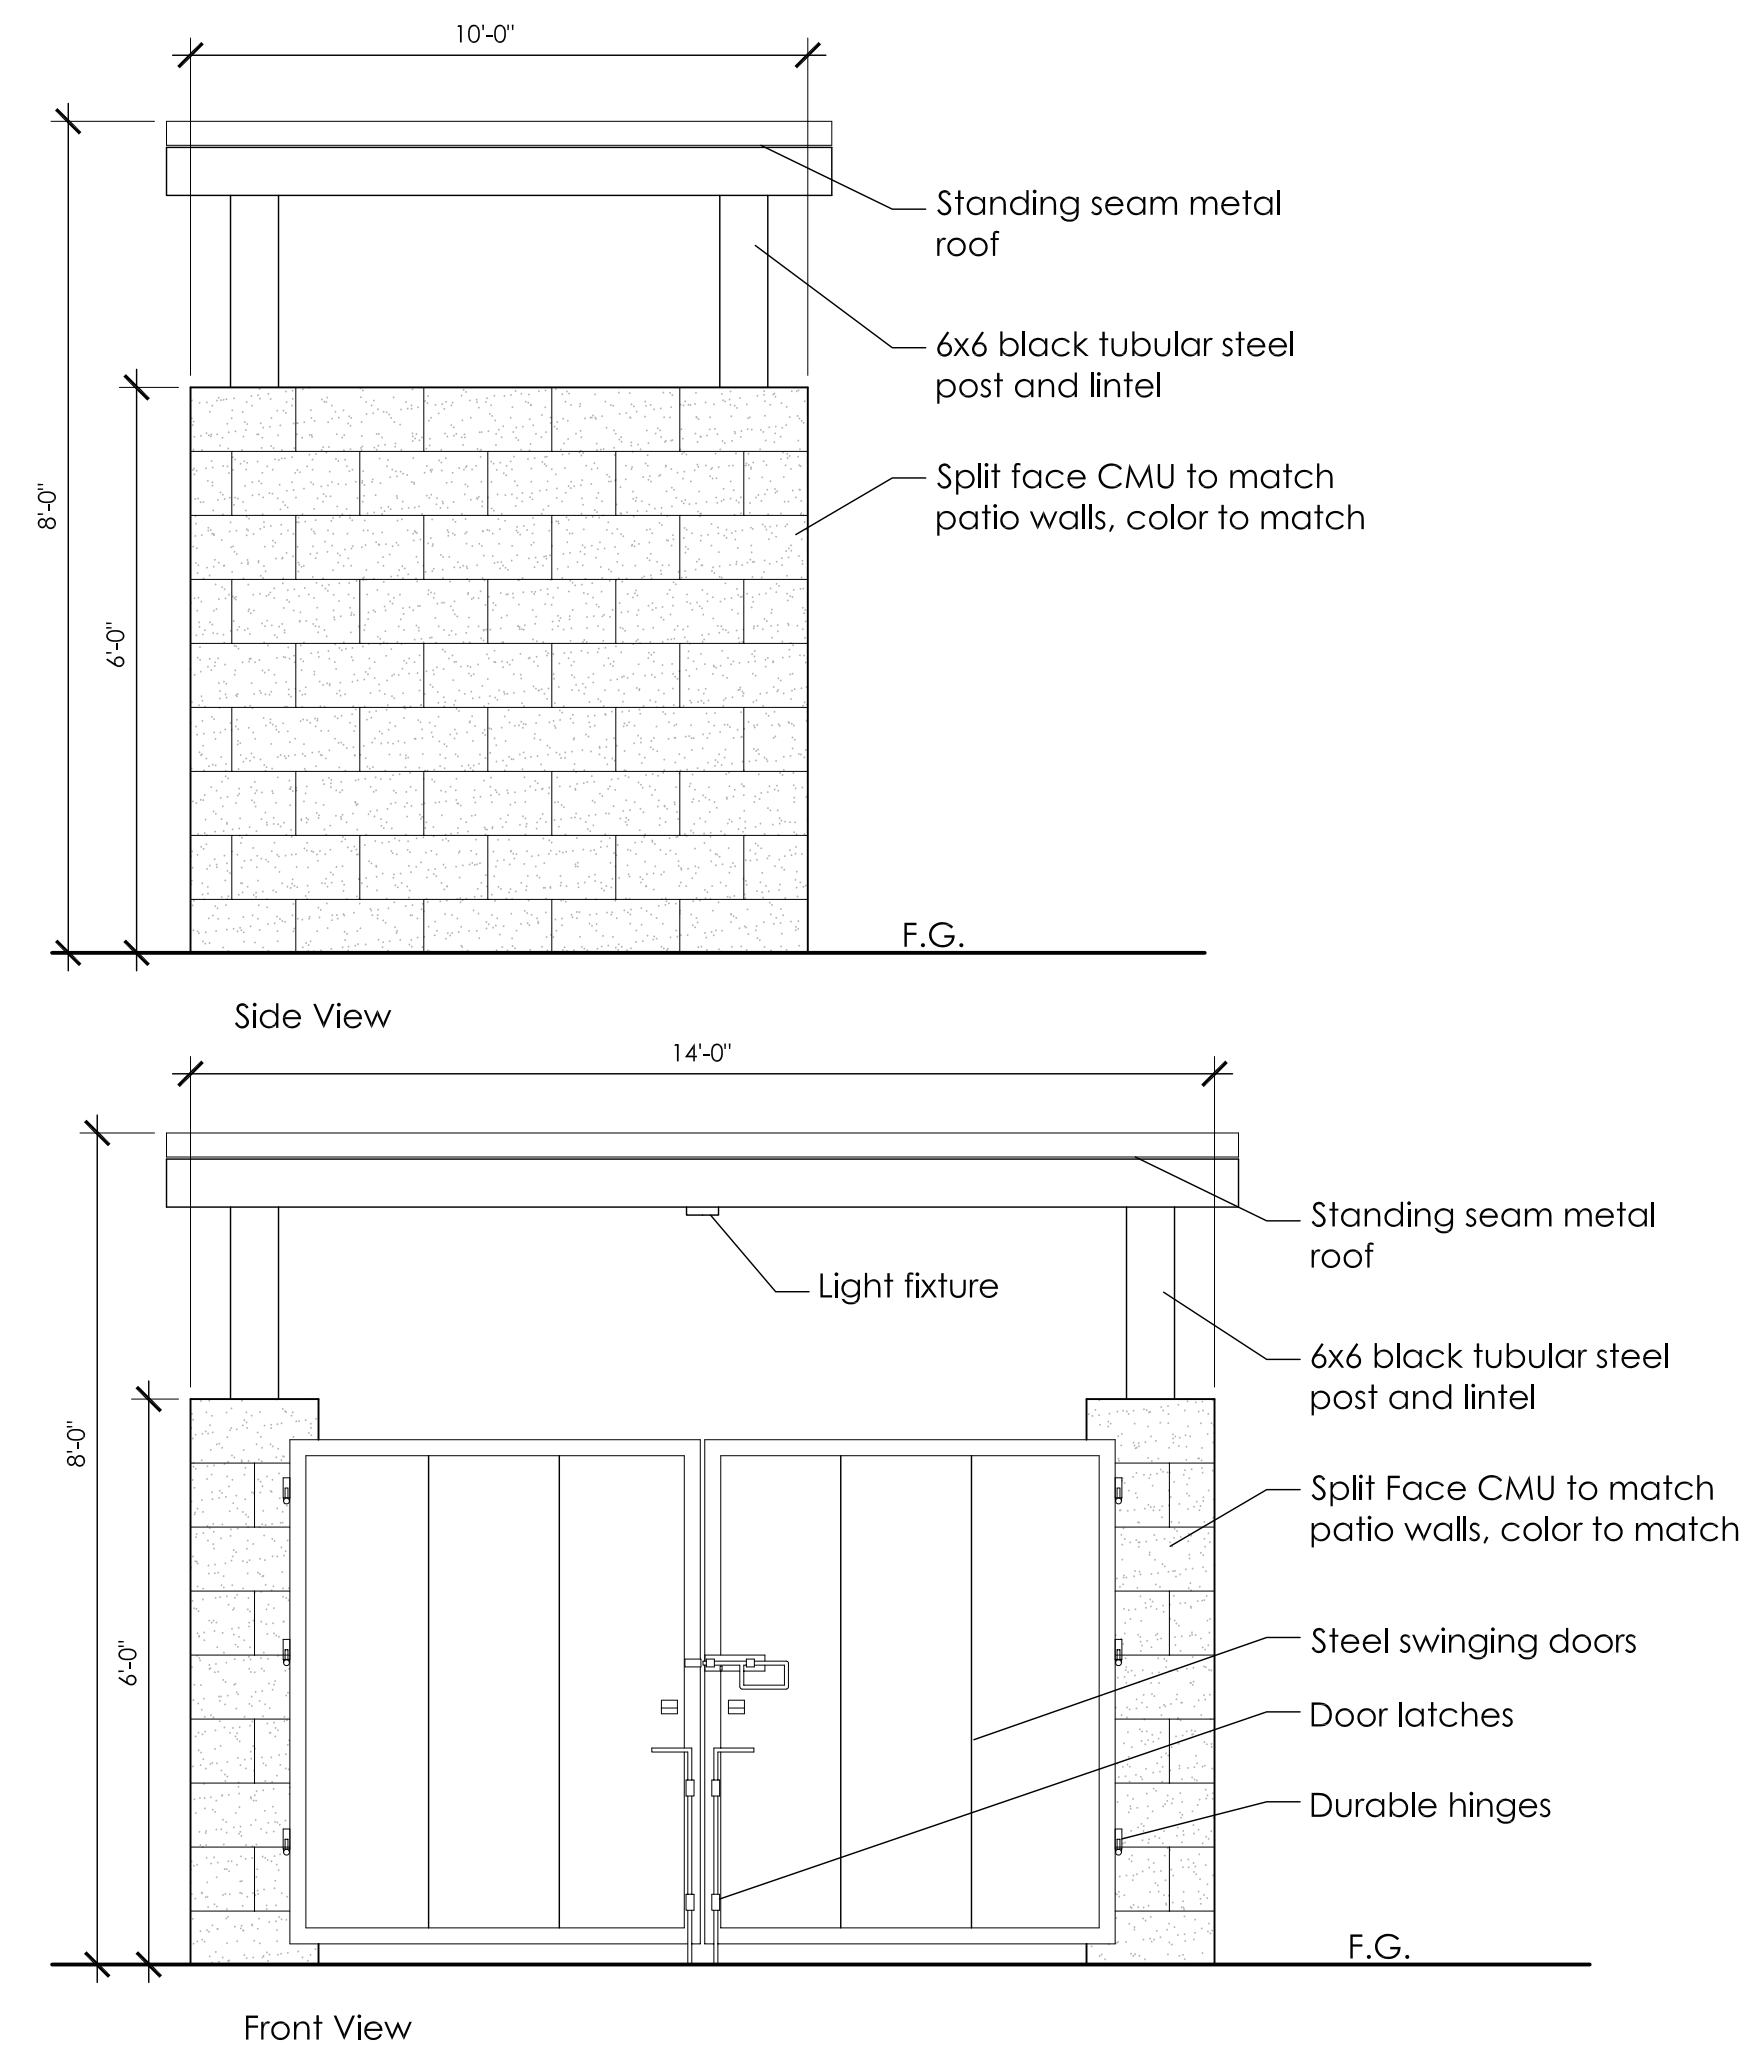 10'-0"
Standing seam metal
roof
6x6 black tubular steel
post and lintel
Split face CMU to match
patio walls, color to match
8'-0"
6'-0"
F.G.
Side View
14'-0"
Standing seam metal
roof
Light fixture
6x6 black tubular steel
post and lintel
8'-0"
Split Face CMU to match
patio walls, color to match
6'-0"
Steel swinging doors
Door latches
Durable hinges
F.G.
Front View